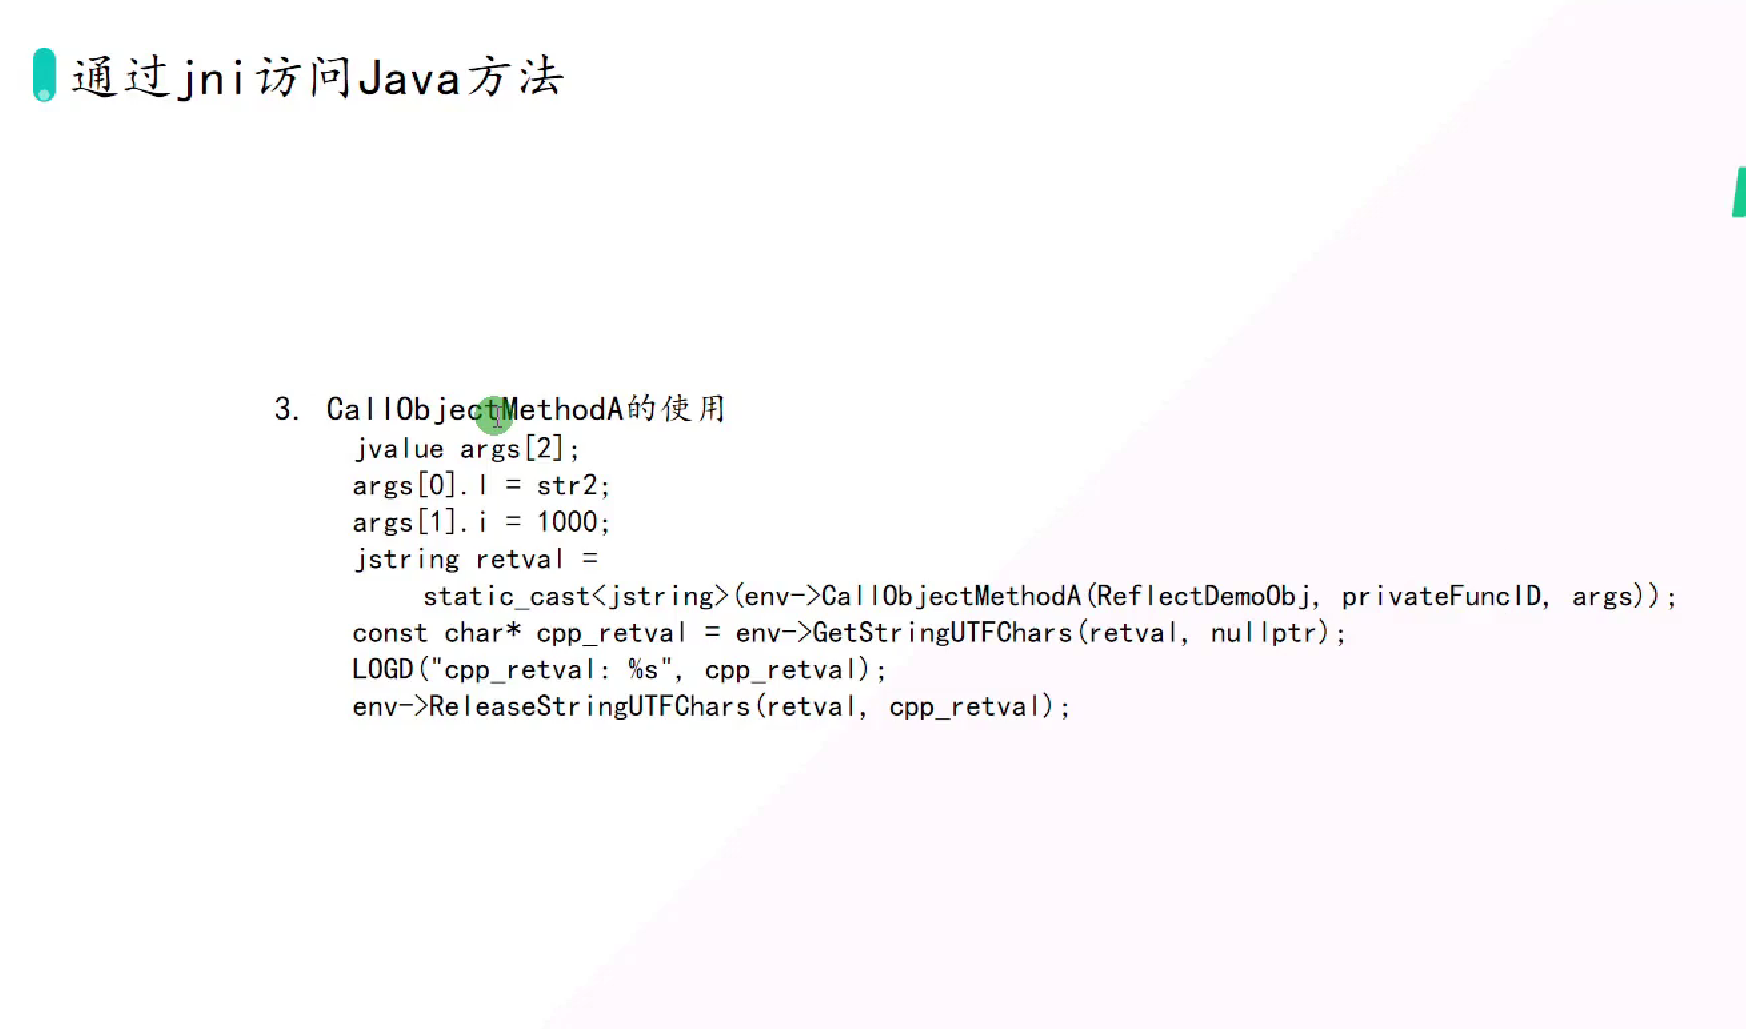 通过jni访问Java方法
3. CallObjectMethodA的使用
jvalue args[2];
args[0].l = str2;
args[1].i = 1000;
jstring retval =
static_cast<jstring>(env->CallObjectMethodA(ReflectDemoObj, privateFuncID, args));
const char* cpp_retval = env->GetStringUTFChars(retval, nullptr);
LOGD("cpp_retval: %s", cpp_retval);
env->ReleaseStringUTFChars(retval, cpp_retval);